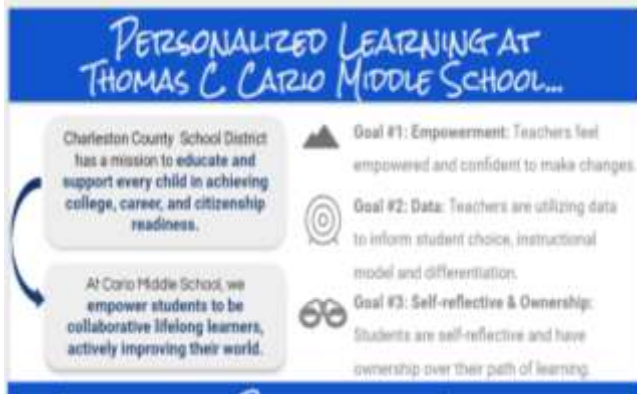 PERSONALIZED LEARNING AT
THOMAS C. CARIO MIDDLE SCHOOL...
Charleston County School District
has a mission to educate and
support every child in achieving
college, career, and citizenship
readiness.
At Cario Middle School, we
empower students to be
collaborative lifelong learners,
actively improving their world.
Goal #1: Empowerment: Teachers feel
empowered and confident to make changes.
Goal #2: Data: Teachers are utilizing data
to inform student choice, instructional
model and differentiation.
Goal #3: Self-reflective & Ownership:
Students are self-reflective and have
ownership over their path of learning.